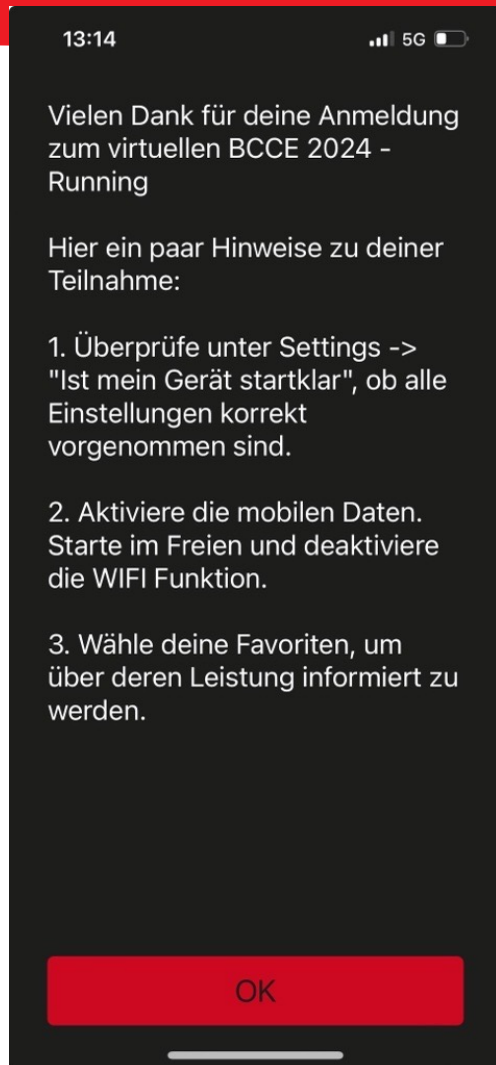 13:14
5G
Vielen Dank für deine Anmeldung
zum virtuellen BCCE 2024 -
Running
Hier ein paar Hinweise zu deiner
Teilnahme:
1. Überprüfe unter Settings ->
"Ist mein Gerät startklar", ob alle
Einstellungen korrekt
vorgenommen sind.
2. Aktiviere die mobilen Daten.
Starte im Freien und deaktiviere
die WIFI Funktion.
3. Wähle deine Favoriten, um
über deren Leistung informiert zu
werden.
OK